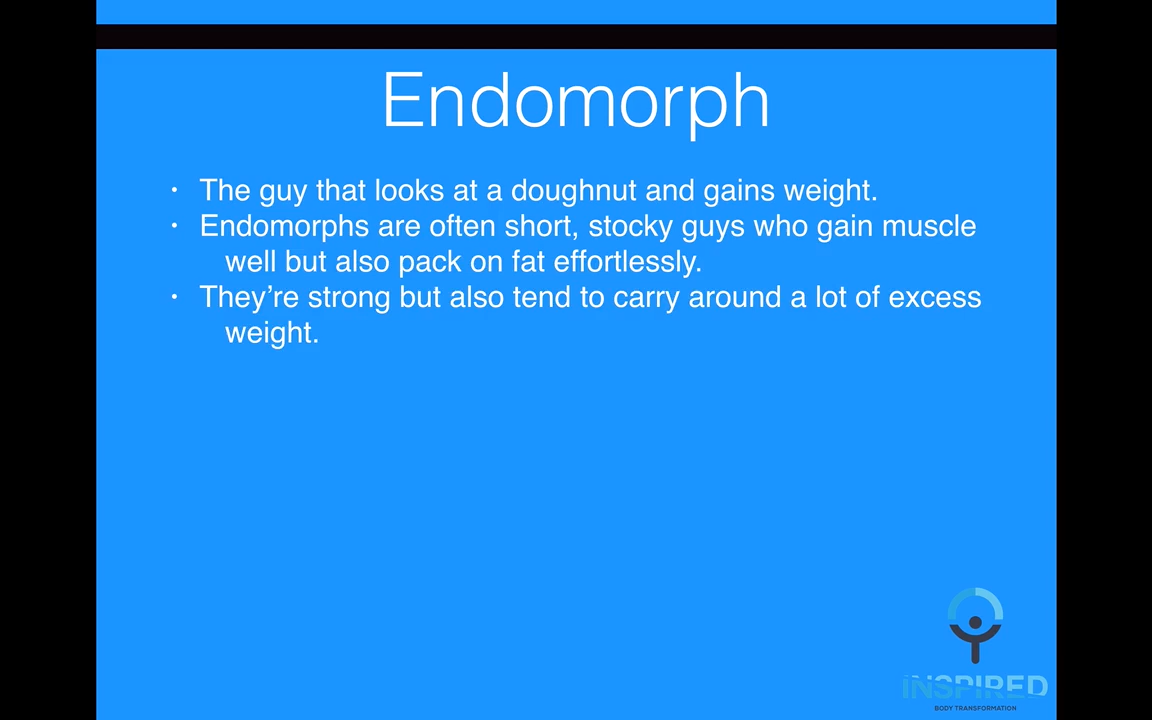 Endomorph
• The guy that looks at a doughnut and gains weight.
• Endomorphs are often short, stocky guys who gain muscle
well but also pack on fat effortlessly.
• They’re strong but also tend to carry around a lot of excess
weight.
INSPIRED
BODY TRANSFORMATION